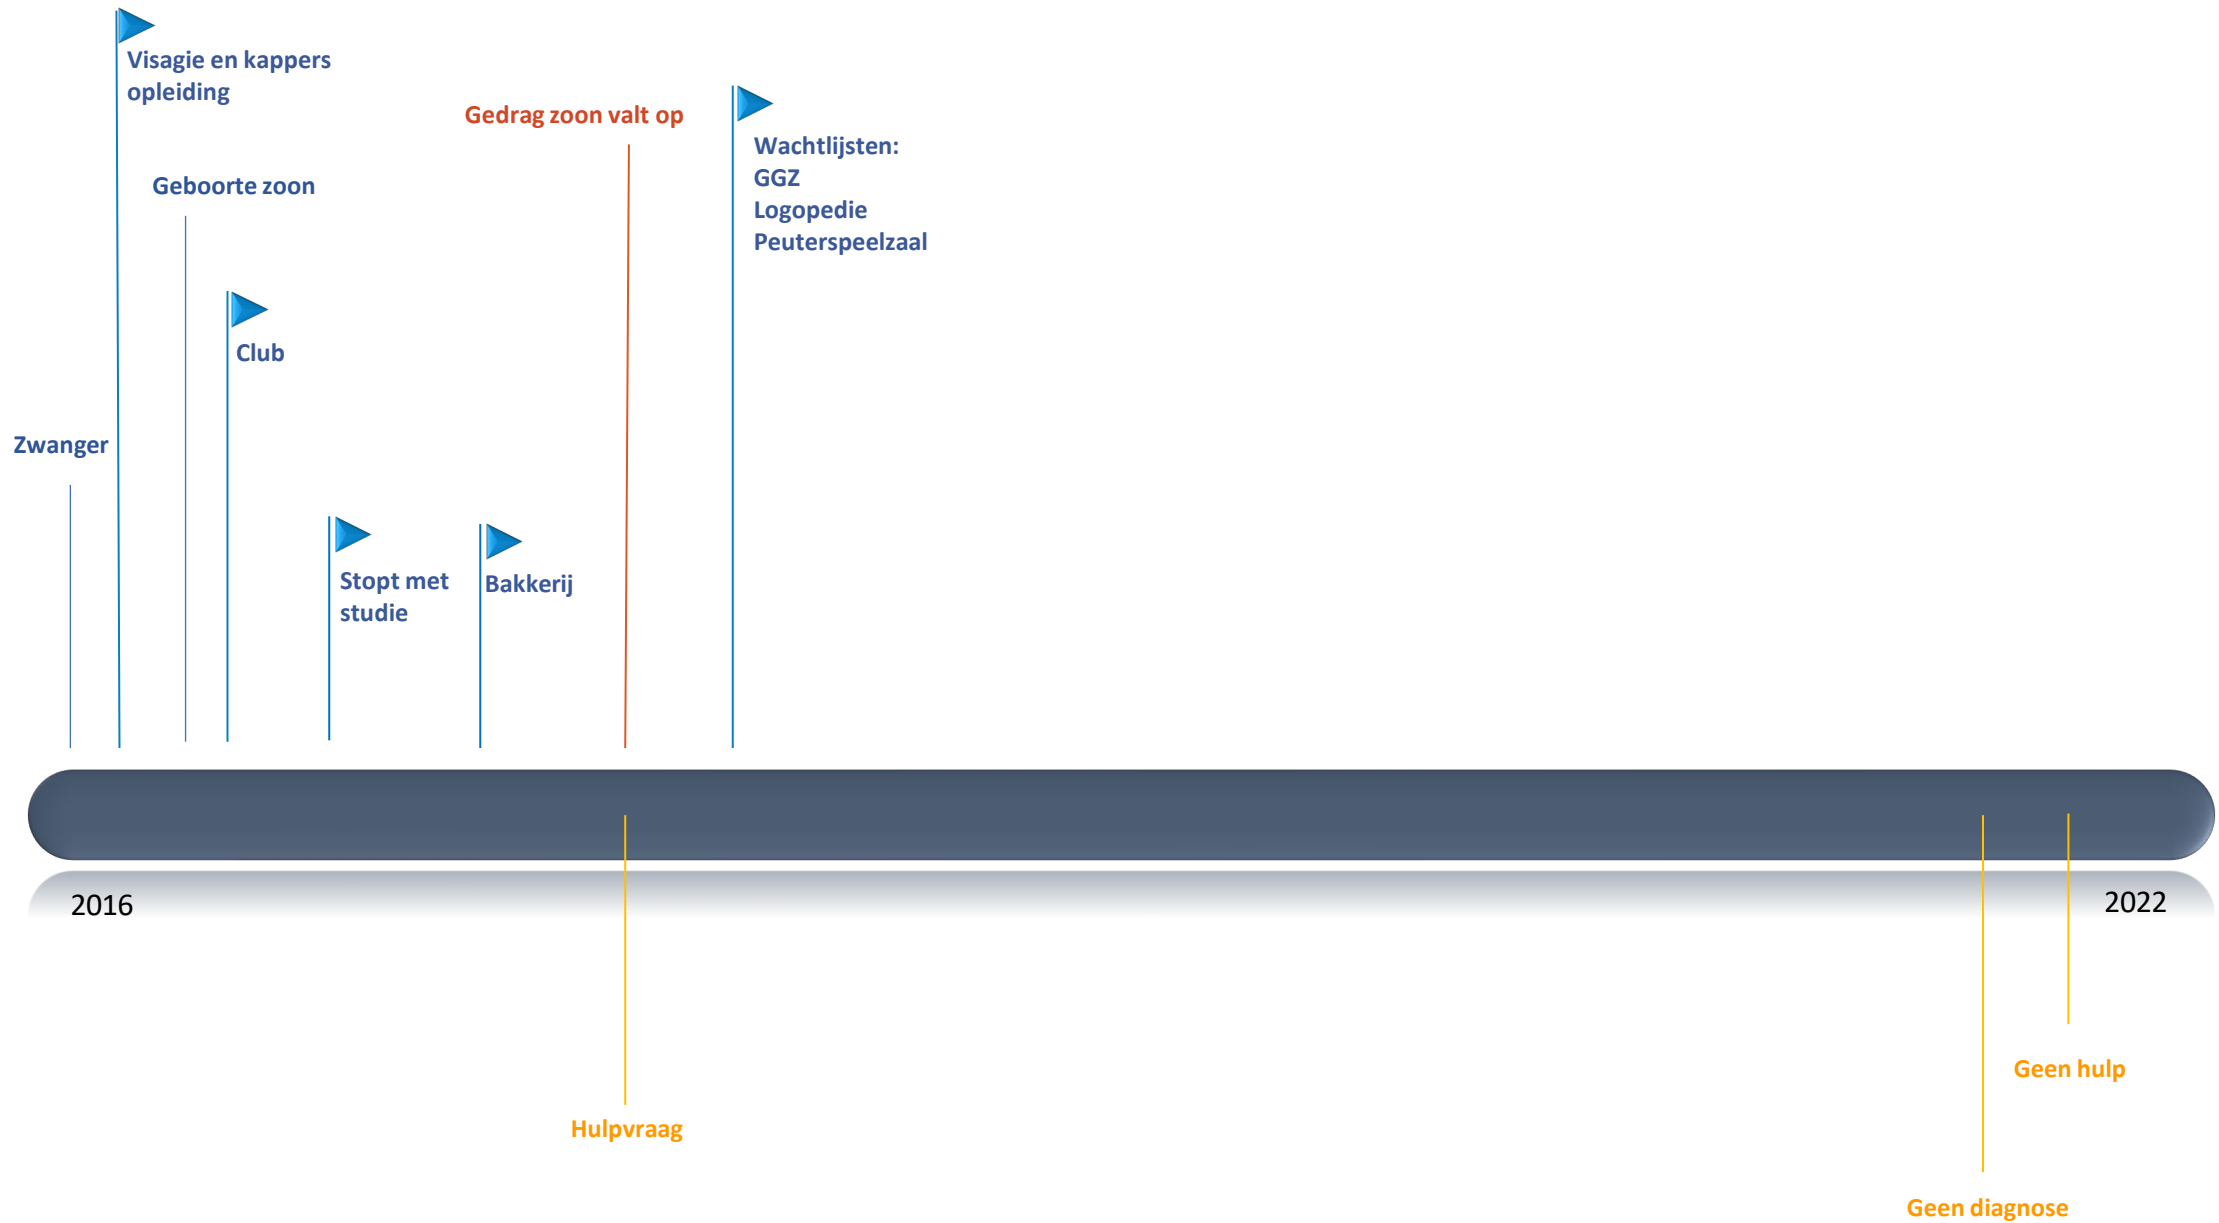 Visagie en kappers
opleiding
Gedrag zoon valt op
Wachtlijsten:
GGZ
Logopedie
Peuterspeelzaal
Geboorte zoon
Club
Zwanger
Stopt met
studie
Bakkerij
2016
2022
Geen hulp
Hulpvraag
Geen diagnose